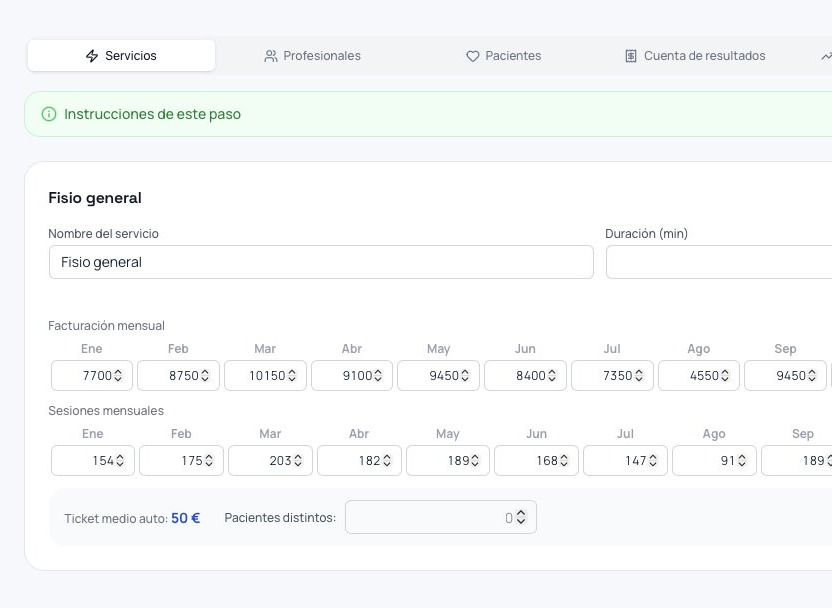 Servicios Profesionales Pacientes Cuenta de resultados
Instrucciones de este paso
Fisio general
Nombre del servicio Duración (min)
Fisio general
Facturación mensual
Ene Feb Mar Abr May Jun Jul Ago Sep
7700 8750 10150 9100 9450 8400 7350 4550 9450
Sesiones mensuales
Ene Feb Mar Abr May Jun Jul Ago Sep
154 175 203 182 189 168 147 91 189
Ticket medio auto: 50 € Pacientes distintos: 0